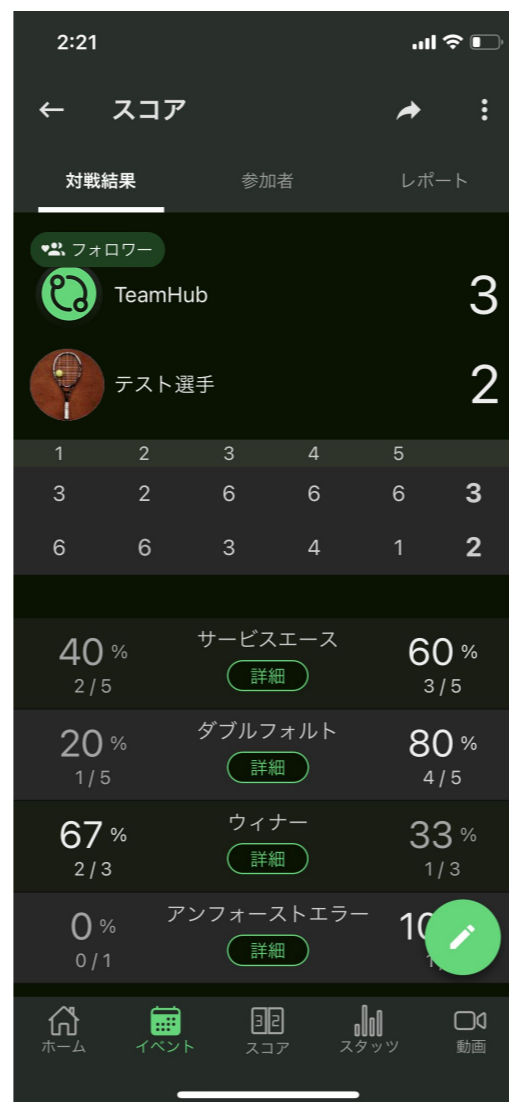 2:21
スコア
対戦結果 参加者 レポート
フォロワー
TeamHub 3
テスト選手 2
1 2 3 4 5
3 2 6 6 6 3
6 6 3 4 1 2
サービスエース
40 % 詳細 60 %
2 / 5 3 / 5
ダブルフォルト
20 % 詳細 80 %
1 / 5 4 / 5
ウィナー
67 % 詳細 33 %
2 / 3 1 / 3
アンフォーストエラー
0 % 詳細
0 / 1
ホーム イベント スコア スタッツ 動画